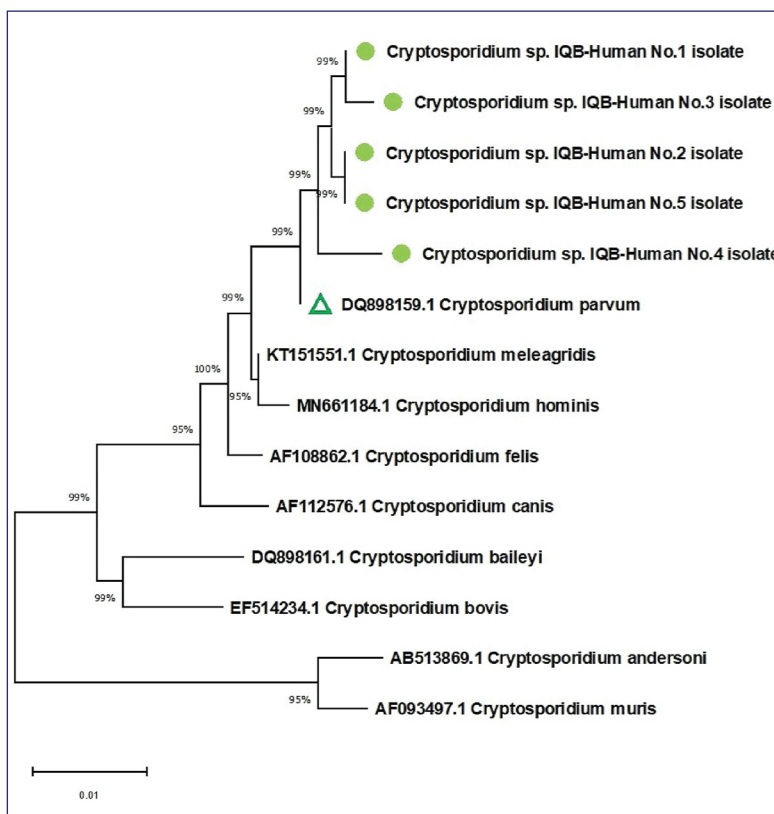 99%
Cryptosporidium sp. IQB-Human No.1 isolate
99%
Cryptosporidium sp. IQB-Human No.3 isolate
Cryptosporidium sp. IQB-Human No.2 isolate
99%
99%
Cryptosporidium sp. IQB-Human No.5 isolate
99%
Cryptosporidium sp. IQB-Human No.4 isolate
99%
DQ898159.1 Cryptosporidium parvum
KT151551.1 Cryptosporidium meleagridis
100%
95%
MN661184.1 Cryptosporidium hominis
95%
AF108862.1 Cryptosporidium felis
99%
AF112576.1 Cryptosporidium canis
DQ898161.1 Cryptosporidium baileyi
99%
EF514234.1 Cryptosporidium bovis
AB513869.1 Cryptosporidium andersoni
95%
AF093497.1 Cryptosporidium muris
0.01